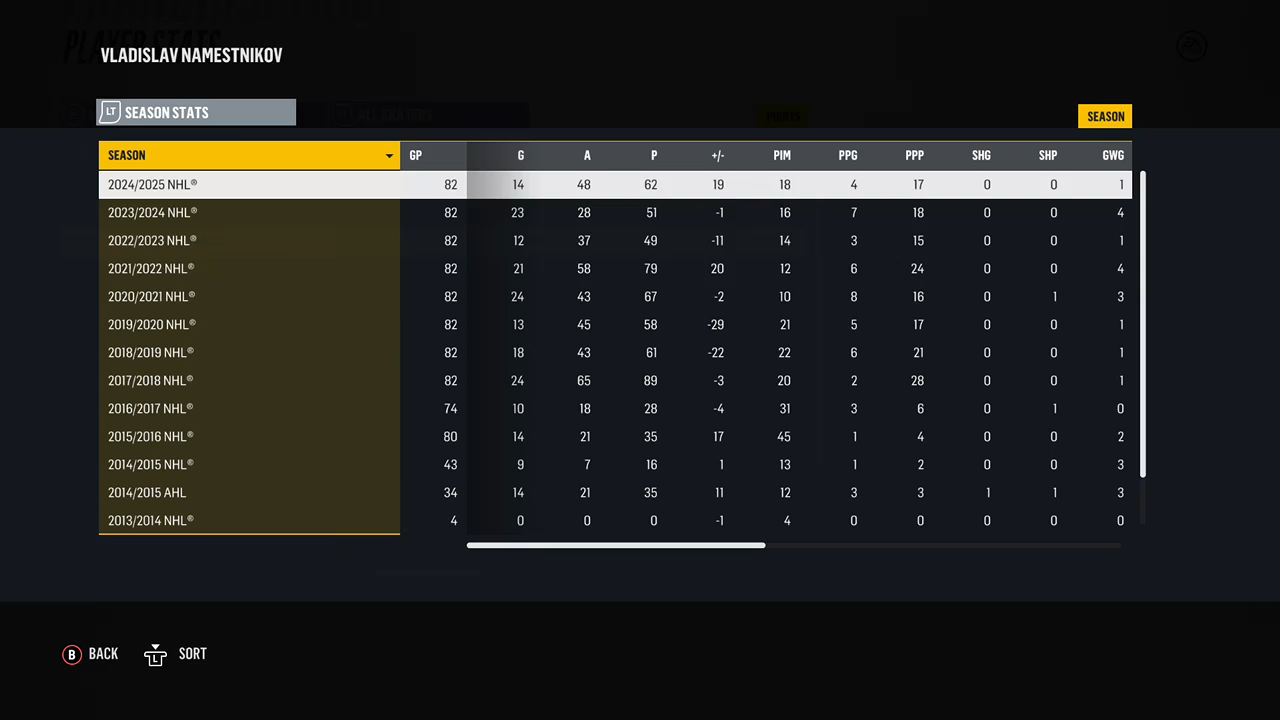 PLAYER STATS
VLADISLAV NAMESTNIKOV
LT SEASON STATS
ALL SKATERS
SEASON
SEASON GP G A P +/- PIM PPG PPP SHG SHP GWG
2024/2025 NHL® 82 14 48 62 19 18 4 17 0 0 1
2023/2024 NHL® 82 23 28 51 -1 16 7 18 0 0 4
2022/2023 NHL® 82 12 37 49 -11 14 3 15 0 0 1
2021/2022 NHL® 82 21 58 79 20 12 6 24 0 0 4
2020/2021 NHL® 82 24 43 67 -2 10 8 16 0 1 3
2019/2020 NHL® 82 13 45 58 -29 21 5 17 0 0 1
2018/2019 NHL® 82 18 43 61 -22 22 6 21 0 0 1
2017/2018 NHL® 82 24 65 89 -3 20 2 28 0 0 1
2016/2017 NHL® 74 10 18 28 -4 31 3 6 0 1 0
2015/2016 NHL® 80 14 21 35 17 45 1 4 0 0 2
2014/2015 NHL® 43 9 7 16 1 13 1 2 0 0 3
2014/2015 AHL 34 14 21 35 11 12 3 3 1 1 3
2013/2014 NHL® 4 0 0 0 -1 4 0 0 0 0 0
B BACK L SORT